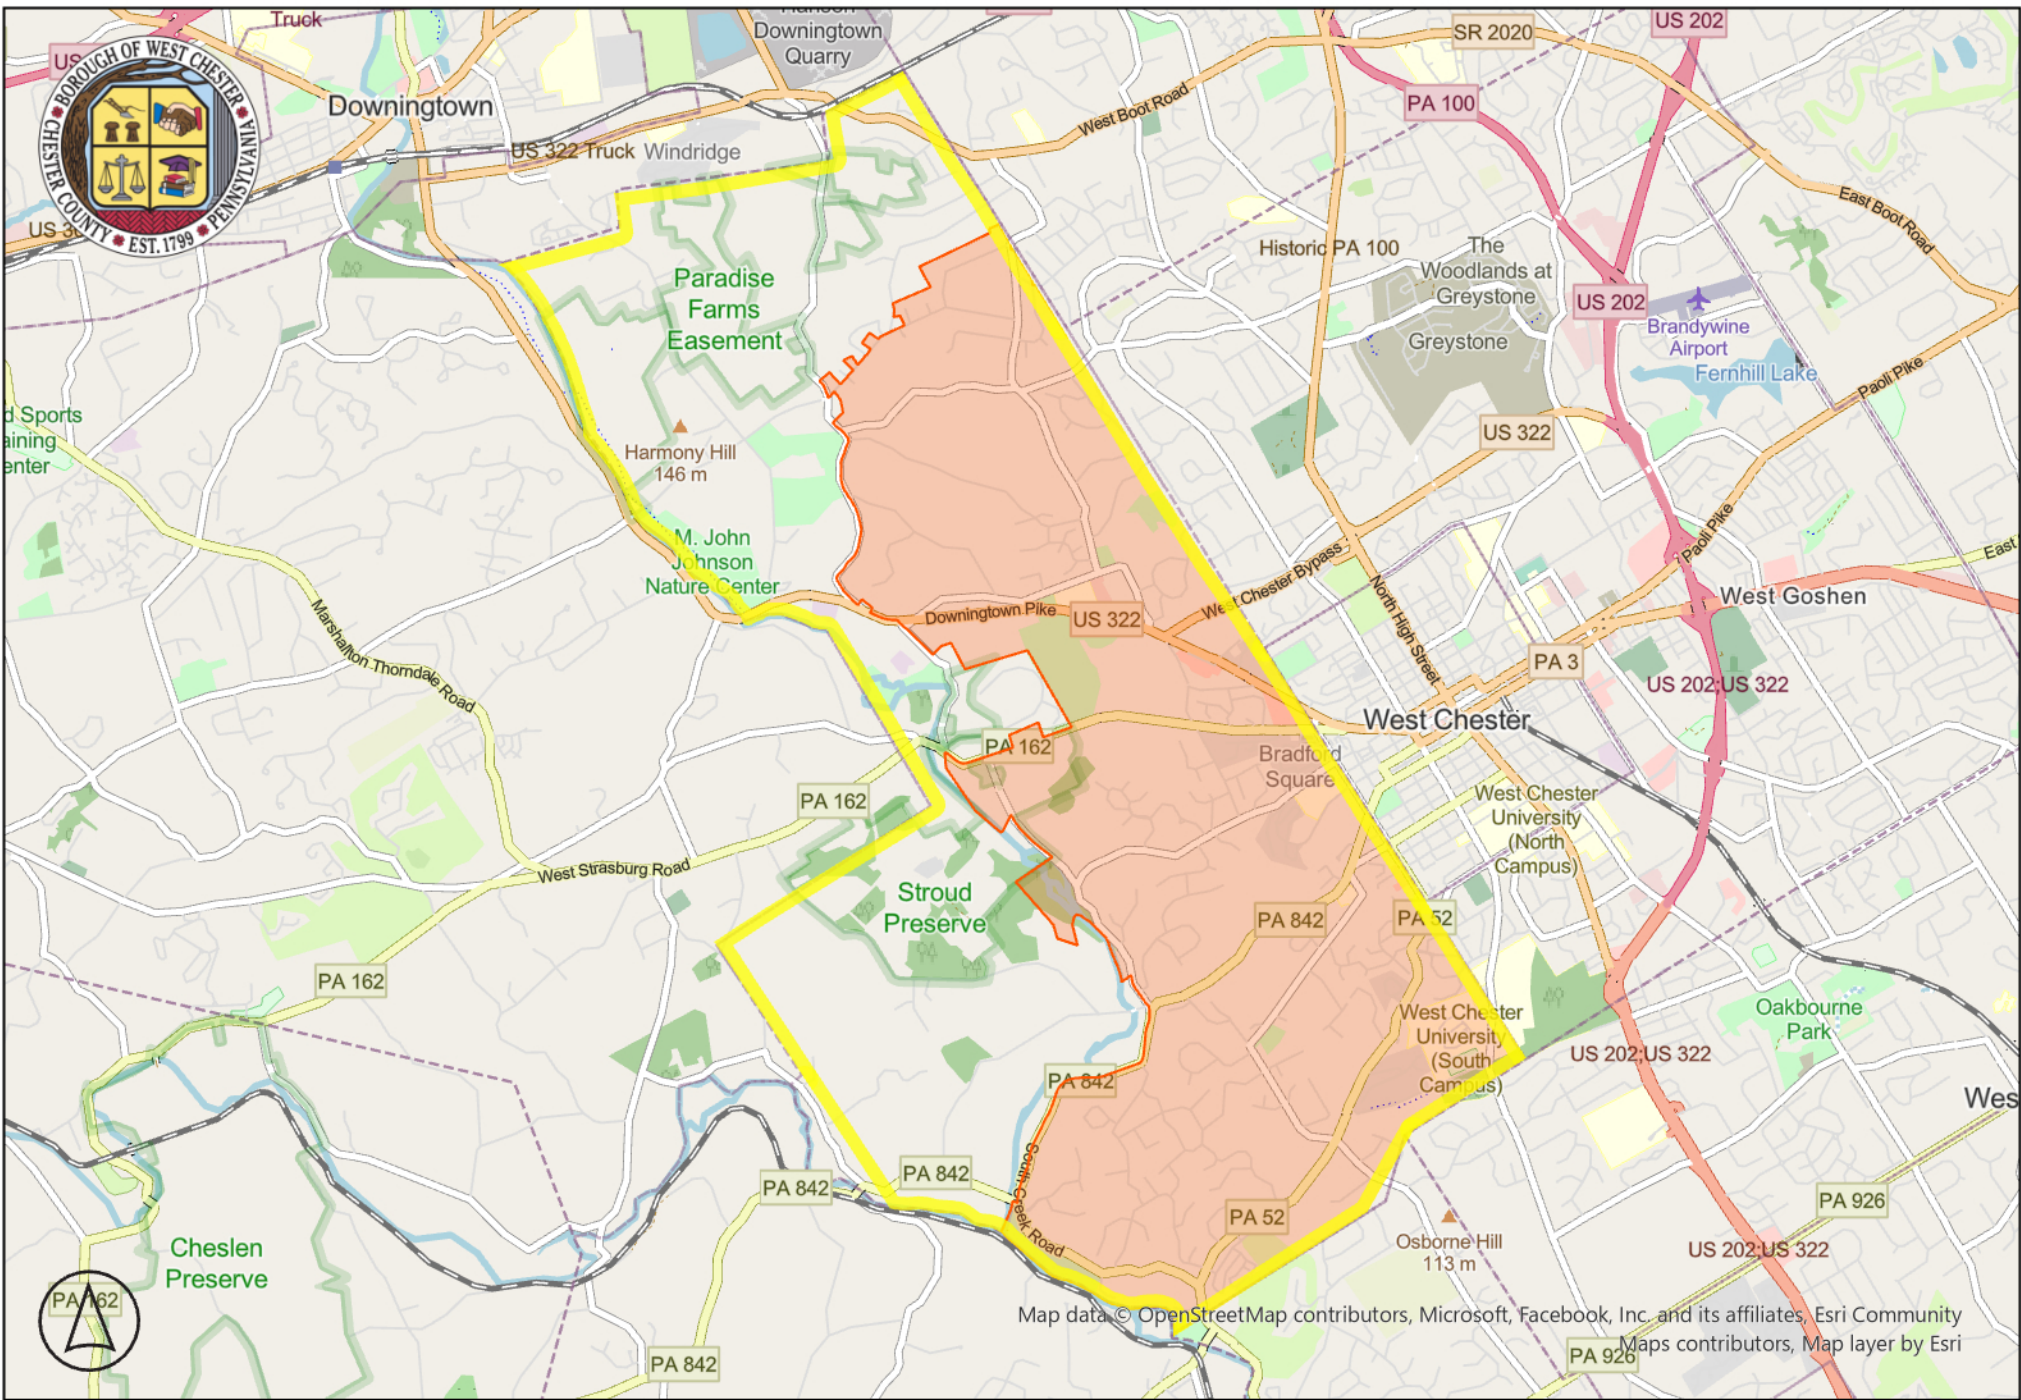 Truck
Hanson
Downingtown
Quarry
SR 2020
US 202
US
BOROUGH OF WEST CHESTER
CHESTER COUNTY
PENNSYLVANIA
EST. 1799
Downingtown
PA 100
West Boot Road
US 322 Truck
Windridge
US 30
East Boot Road
Historic PA 100
The
Woodlands at
Greystone
Greystone
US 202
Brandywine
Airport
Fernhill Lake
Paoli Pike
Paradise
Farms
Easement
d Sports
aining
enter
Harmony Hill
146 m
US 322
M. John
Johnson
Nature Center
Paoli Pike
East
West Chester Bypass
North High Street
West Goshen
Marshallton Thorndale Road
Downingtown Pike
US 322
PA 3
US 202;US 322
West Chester
PA 162
Bradford
Square
PA 162
West Chester
University
(North
Campus)
West Strasburg Road
Stroud
Preserve
PA 842
PA 52
PA 162
West Chester
University
(South
Campus)
Oakbourne
Park
US 202;US 322
PA 842
Wes
South Creek Road
PA 842
PA 842
PA 52
PA 926
Osborne Hill
113 m
US 202;US 322
Cheslen
Preserve
PA 162
Map data © OpenStreetMap contributors, Microsoft, Facebook, Inc. and its affiliates, Esri Community
Maps contributors, Map layer by Esri
PA 842
PA 926